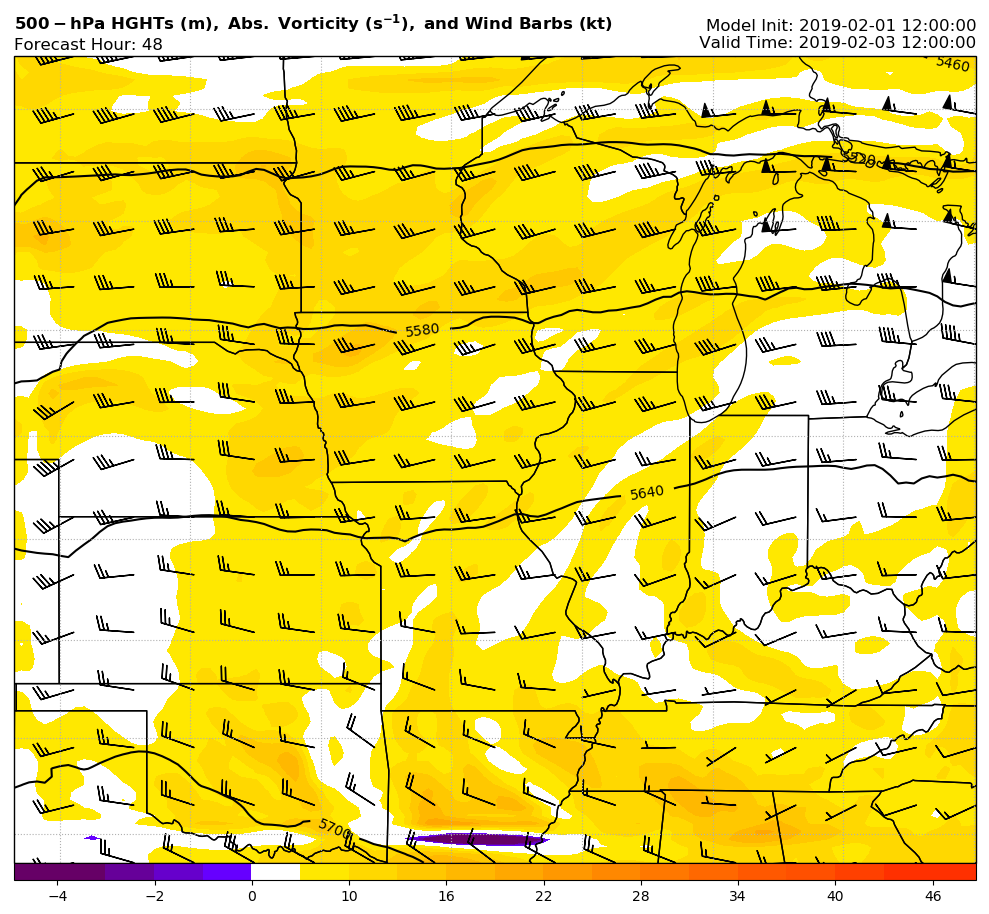 500-hPa HGHTs (m), Abs. Vorticity (s⁻¹), and Wind Barbs (kt)
Model Init: 2019-02-01 12:00:00
Forecast Hour: 48
Valid Time: 2019-02-03 12:00:00
5460
5520
5580
5640
5700
−4 −2 0 10 16 22 28 34 40 46